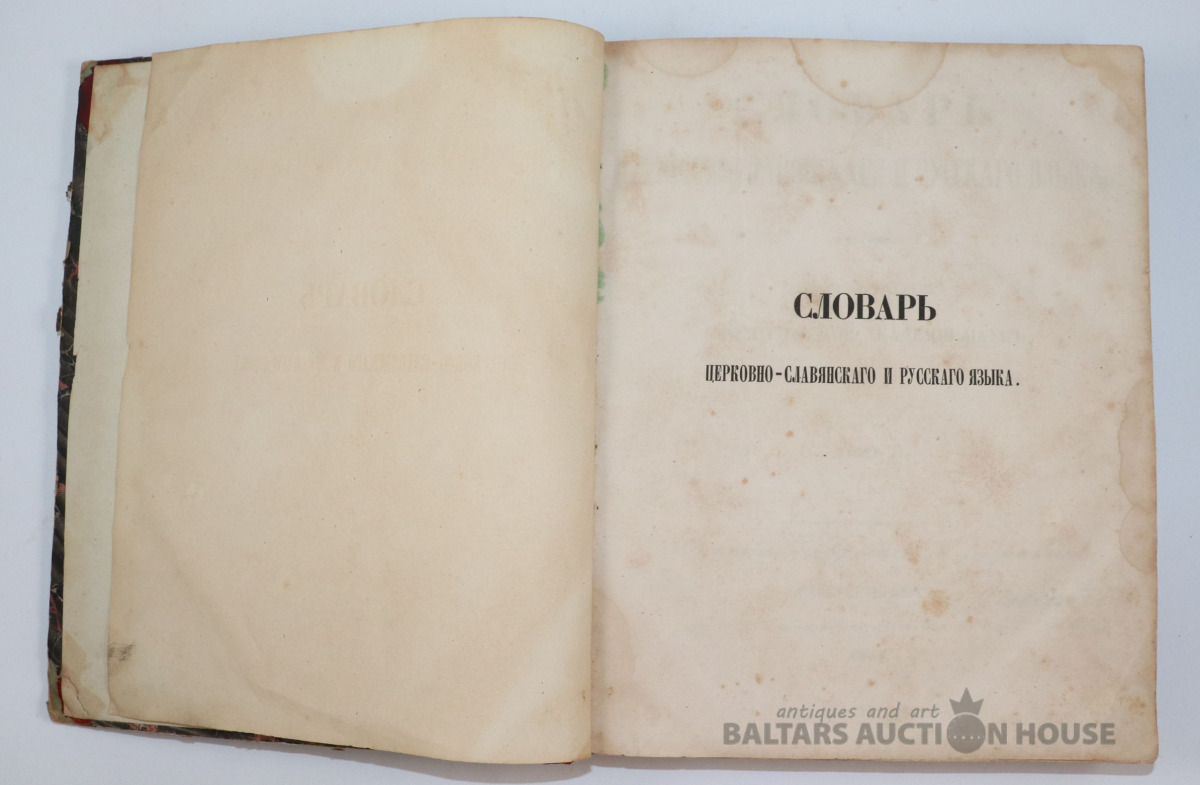 СЛОВАРЬ
ЦЕРКОВНО-СЛАВЯНСКАГО И РУССКАГО ЯЗЫКА.
antiques and art
BALTARS AUCTION HOUSE